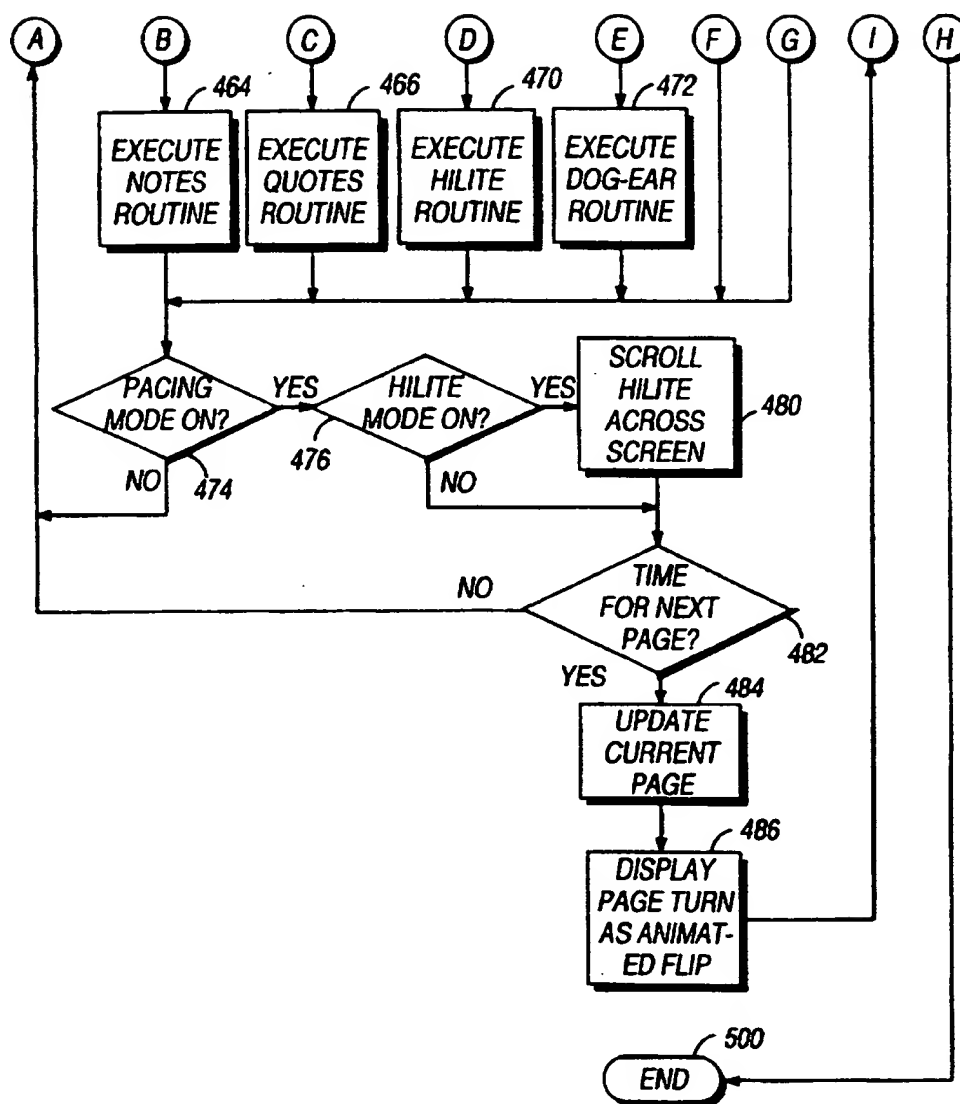 A B C D E F G I H
464 466 470 472
EXECUTE
NOTES
ROUTINE
EXECUTE
QUOTES
ROUTINE
EXECUTE
HILITE
ROUTINE
EXECUTE
DOG-EAR
ROUTINE
PACING
MODE ON?
YES
HILITE
MODE ON?
YES
SCROLL
HILITE
ACROSS
SCREEN
480
476
NO
474
NO
NO
TIME
FOR NEXT
PAGE?
482
YES
484
UPDATE
CURRENT
PAGE
486
DISPLAY
PAGE TURN
AS ANIMAT-
ED FLIP
500
END